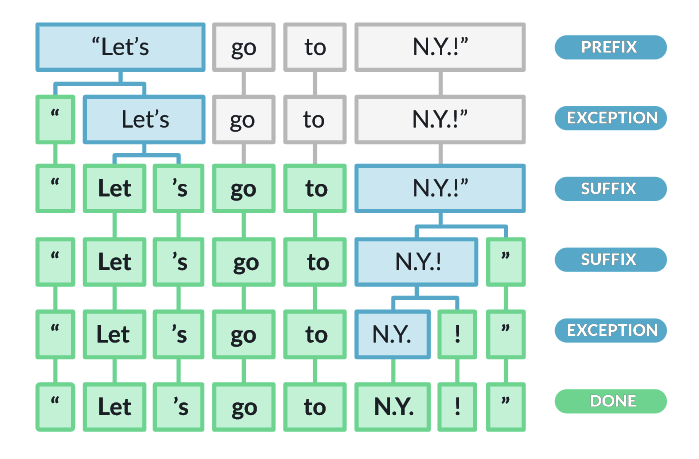 “Let’s go to N.Y.!” PREFIX
“ Let’s go to N.Y.!” EXCEPTION
“ Let ’s go to N.Y.!” SUFFIX
“ Let ’s go to N.Y.! ” SUFFIX
“ Let ’s go to N.Y. ! ” EXCEPTION
“ Let ’s go to N.Y. ! ” DONE